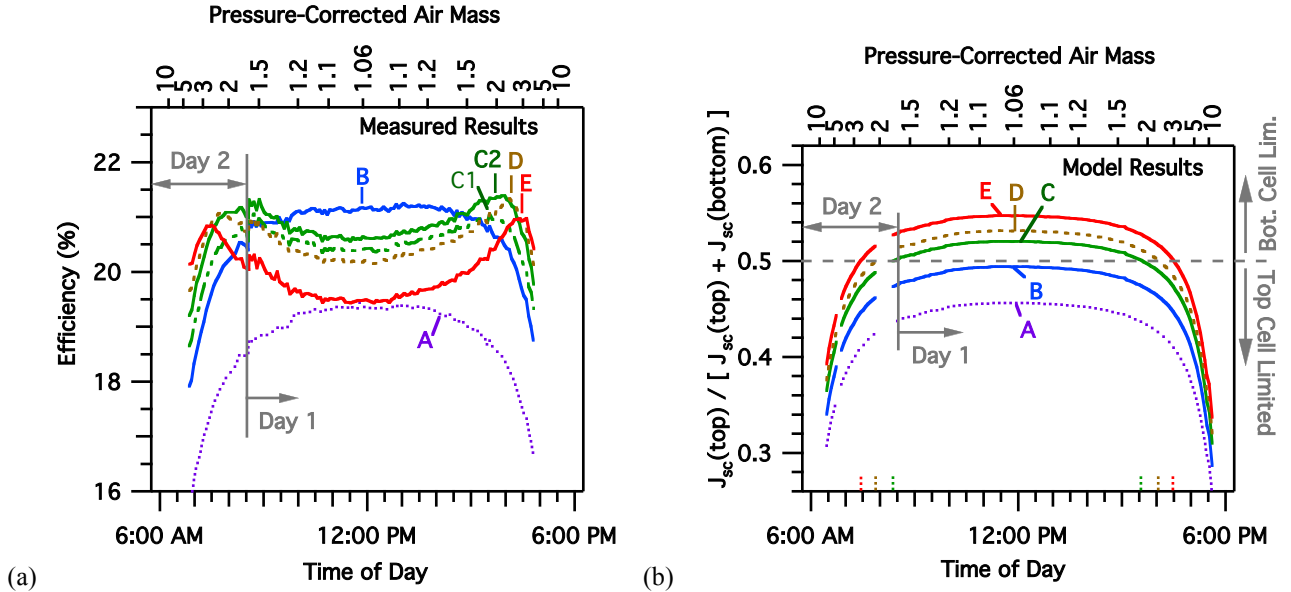 Pressure-Corrected Air Mass
10 5 3 2 1.5 1.2 1.1 1.06 1.1 1.2 1.5 2 3 5 10
Measured Results
Day 2
B
C2
D
C1
E
22
21
20
18
16
Efficiency (%)
A
Day 1
6:00 AM 12:00 PM 6:00 PM
Time of Day
(a)
Pressure-Corrected Air Mass
10 5 3 2 1.5 1.2 1.1 1.06 1.1 1.2 1.5 2 3 5 10
Model Results
0.6
0.5
0.4
0.3
Jsc(top) / [ Jsc(top) + Jsc(bottom) ]
Day 2
E
D
C
B
A
Day 1
Bot. Cell Lim.
Top Cell Limited
6:00 AM 12:00 PM 6:00 PM
Time of Day
(b)